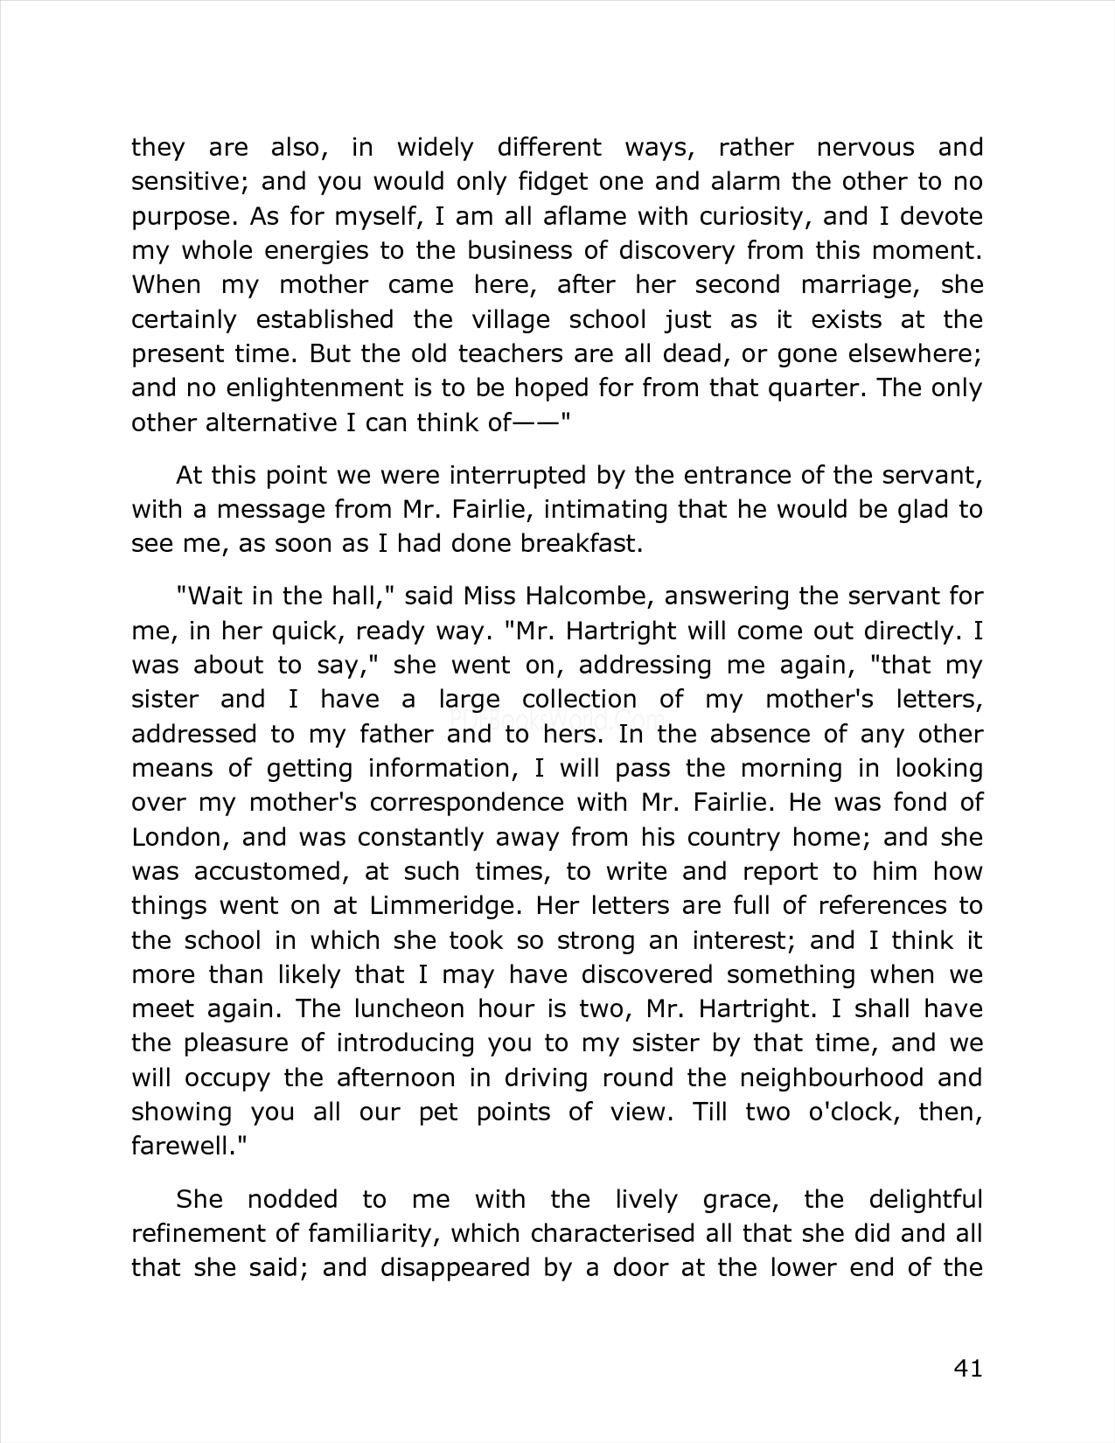 they are also, in widely different ways, rather nervous and
sensitive; and you would only fidget one and alarm the other to no
purpose. As for myself, I am all aflame with curiosity, and I devote
my whole energies to the business of discovery from this moment.
When my mother came here, after her second marriage, she
certainly established the village school just as it exists at the
present time. But the old teachers are all dead, or gone elsewhere;
and no enlightenment is to be hoped for from that quarter. The only
other alternative I can think of——"
At this point we were interrupted by the entrance of the servant,
with a message from Mr. Fairlie, intimating that he would be glad to
see me, as soon as I had done breakfast.
"Wait in the hall," said Miss Halcombe, answering the servant for
me, in her quick, ready way. "Mr. Hartright will come out directly. I
was about to say," she went on, addressing me again, "that my
sister and I have a large collection of my mother's letters,
PDFBooksWorld.Com
addressed to my father and to hers. In the absence of any other
means of getting information, I will pass the morning in looking
over my mother's correspondence with Mr. Fairlie. He was fond of
London, and was constantly away from his country home; and she
was accustomed, at such times, to write and report to him how
things went on at Limmeridge. Her letters are full of references to
the school in which she took so strong an interest; and I think it
more than likely that I may have discovered something when we
meet again. The luncheon hour is two, Mr. Hartright. I shall have
the pleasure of introducing you to my sister by that time, and we
will occupy the afternoon in driving round the neighbourhood and
showing you all our pet points of view. Till two o'clock, then,
farewell."
She nodded to me with the lively grace, the delightful
refinement of familiarity, which characterised all that she did and all
that she said; and disappeared by a door at the lower end of the
41